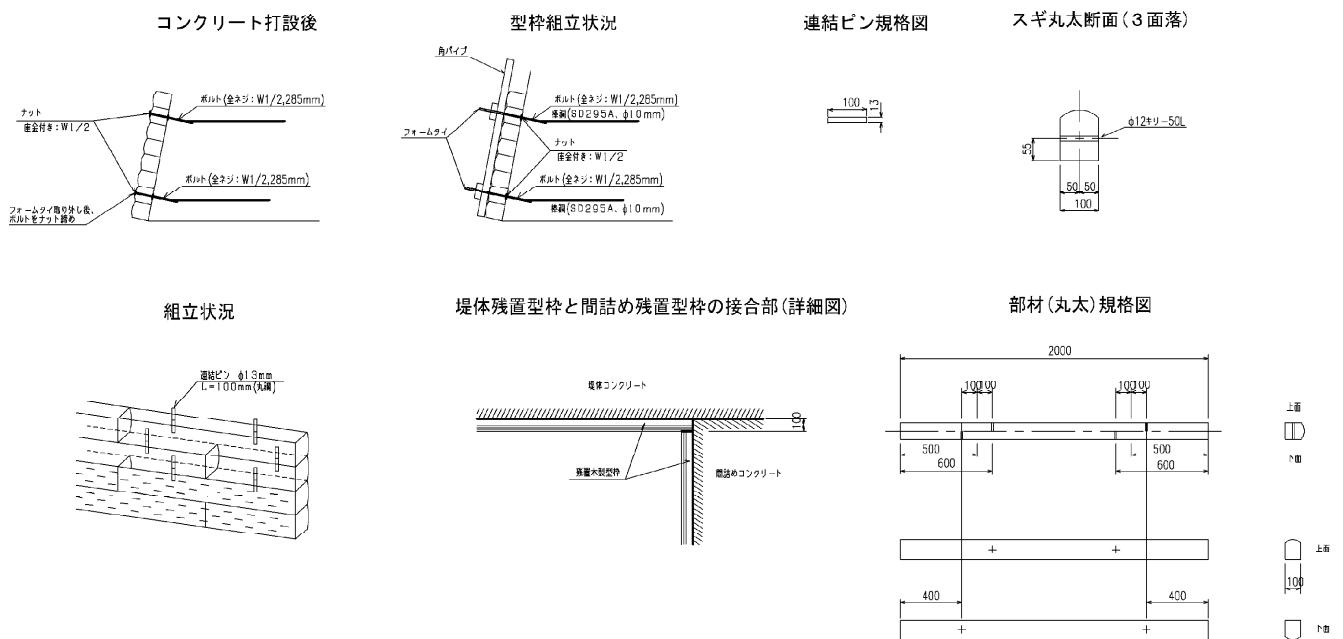 コンクリート打設後
ナット
座金付き：W1/2
ボルト(全ネジ：W1/2,285mm)
ボルト(全ネジ：W1/2,285mm)
フォームタイ取り外し後、
ボルトをナット締め
型枠組立状況
角パイプ
フォームタイ
ボルト(全ネジ：W1/2,285mm)
棒鋼(SD295A、φ10mm)
ナット
座金付き：W1/2
ボルト(全ネジ：W1/2,285mm)
棒鋼(SD295A、φ10mm)
連結ピン規格図
100
13
スギ丸太断面(3面落)
φ12キリ-50L
55
50 50
100
組立状況
連結ピン φ13mm
L=100mm(丸鋼)
堤体残置型枠と間詰め残置型枠の接合部(詳細図)
堤体コンクリート
100
残置木製型枠
間詰めコンクリート
部材(丸太)規格図
2000
100 100
100 100
500
500
600
600
上面
下面
上面
100
400
400
下面